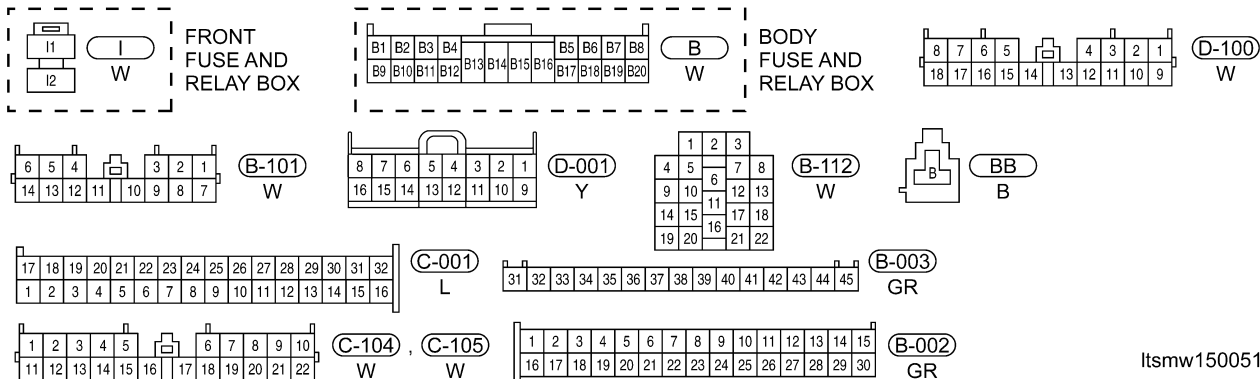 I1 I FRONT
W FUSE AND
I2 RELAY BOX
B1 B2 B3 B4 B5 B6 B7 B8 B BODY
B13 B14 B15 B16 W FUSE AND
B9 B10 B11 B12 B17 B18 B19 B20 RELAY BOX
8 7 6 5 4 3 2 1 D-100
18 17 16 15 14 13 12 11 10 9 W
6 5 4 3 2 1 B-101
14 13 12 11 10 9 8 7 W
8 7 6 5 4 3 2 1 D-001
16 15 14 13 12 11 10 9 Y
1 2 3
4 5 7 8 B-112
6 W
9 10 12 13
11
14 15 17 18
16
19 20 21 22
B BB
B
17 18 19 20 21 22 23 24 25 26 27 28 29 30 31 32 C-001
1 2 3 4 5 6 7 8 9 10 11 12 13 14 15 16 L
31 32 33 34 35 36 37 38 39 40 41 42 43 44 45 B-003
GR
1 2 3 4 5 6 7 8 9 10 C-104 , C-105
11 12 13 14 15 16 17 18 19 20 21 22 W W
1 2 3 4 5 6 7 8 9 10 11 12 13 14 15 B-002
16 17 18 19 20 21 22 23 24 25 26 27 28 29 30 GR
ltsmw150051